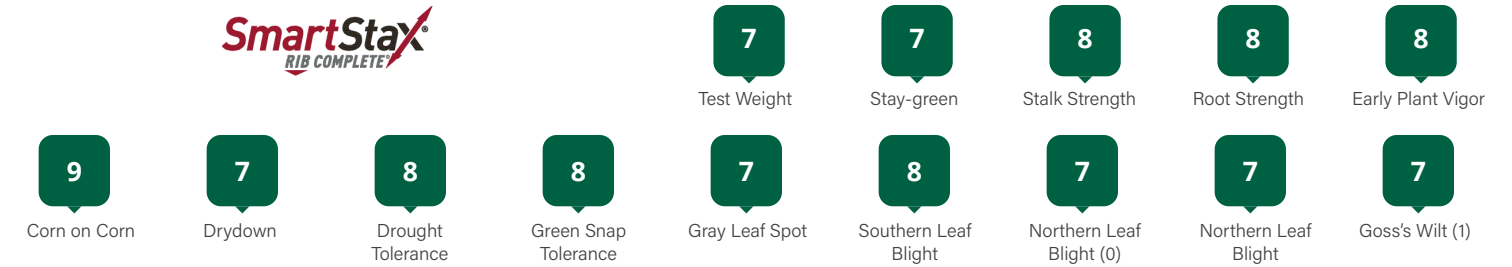 SmartStax®
RIB COMPLETE®
7
7
8
8
8
Test Weight
Stay-green
Stalk Strength
Root Strength
Early Plant Vigor
9
7
8
8
7
8
7
7
7
Corn on Corn
Drydown
Drought
Tolerance
Green Snap
Tolerance
Gray Leaf Spot
Southern Leaf
Blight
Northern Leaf
Blight (0)
Northern Leaf
Blight
Goss's Wilt (1)